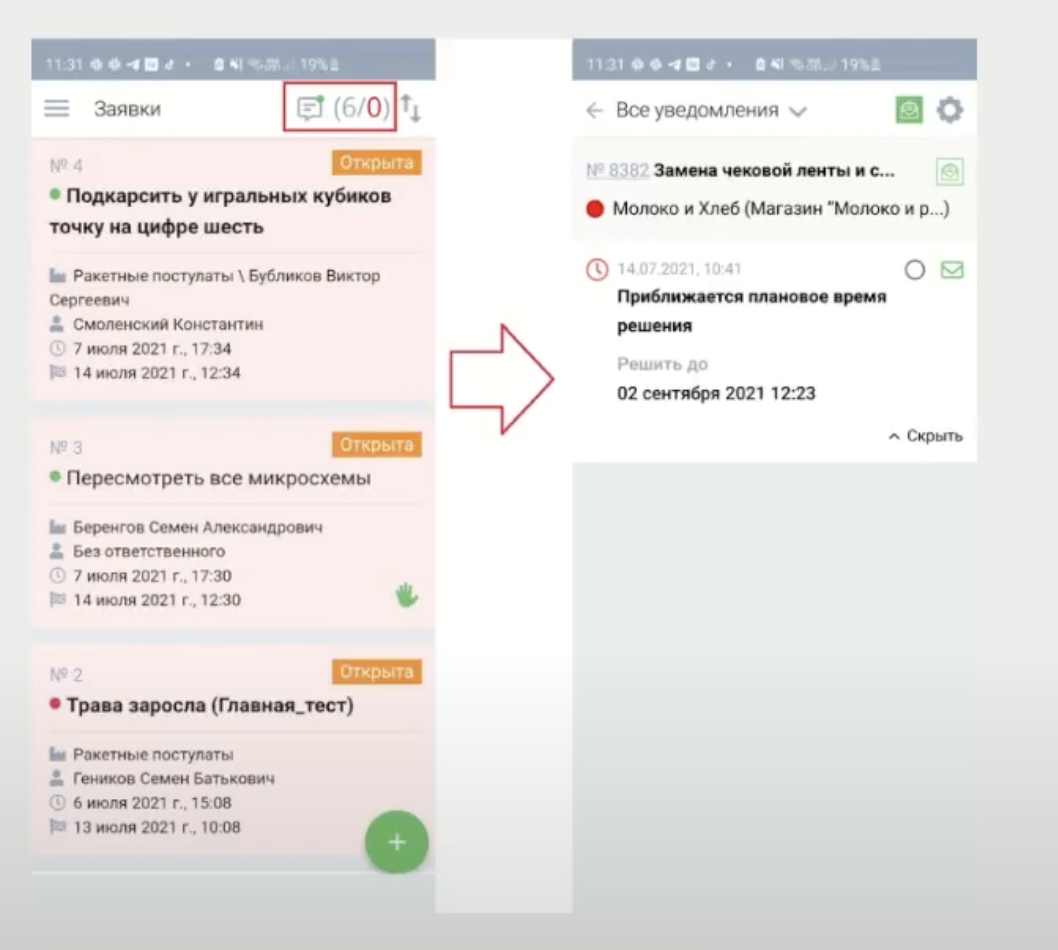 11:31
19%
Заявки
(6/0)
№ 4
Открыта
Подкарсить у игральных кубиков
точку на цифре шесть
Ракетные постулаты \ Бубликов Виктор
Сергеевич
Смоленский Константин
7 июля 2021 г., 17:34
14 июля 2021 г., 12:34
№ 3
Открыта
Пересмотреть все микросхемы
Беренгов Семен Александрович
Без ответственного
7 июля 2021 г., 17:30
14 июля 2021 г., 12:30
№ 2
Открыта
Трава заросла (Главная_тест)
Ракетные постулаты
Геников Семен Батькович
6 июля 2021 г., 15:08
13 июля 2021 г., 10:08
+
11:31
19%
Все уведомления
№ 8382 Замена чековой ленты и с...
Молоко и Хлеб (Магазин "Молоко и р...)
14.07.2021, 10:41
Приближается плановое время
решения
Решить до
02 сентября 2021 12:23
Скрыть